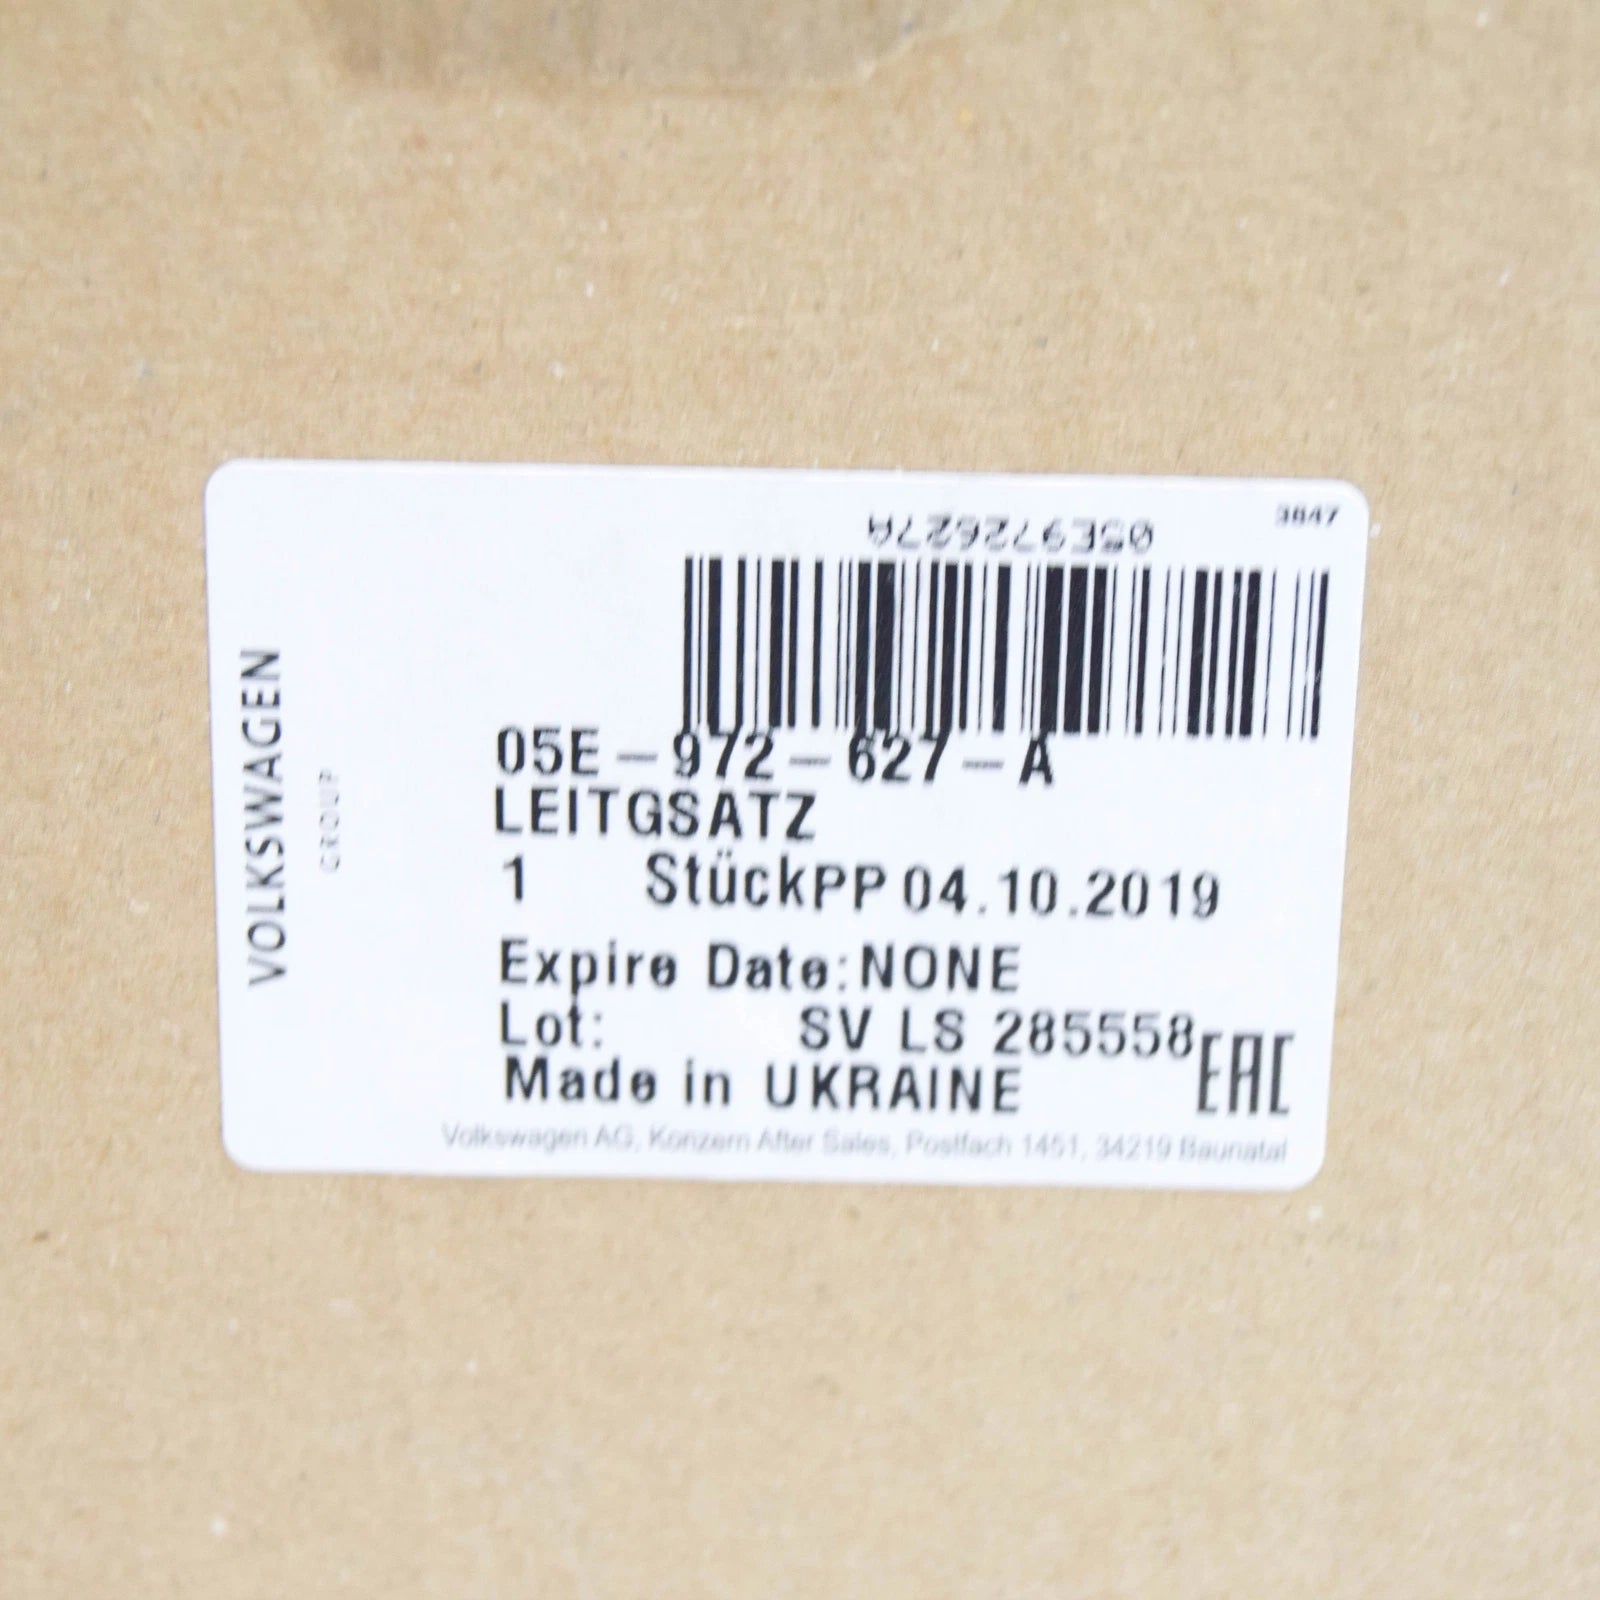 3847
05E972627A
VOLKSWAGEN
GROUP
05E-972-627-A
LEITGSATZ
1 StückPP 04.10.2019
Expire Date:NONE
Lot: SV LS 285558
Made in UKRAINE
EAC
Volkswagen AG, Konzern After Sales, Postfach 1451, 34219 Baunatal